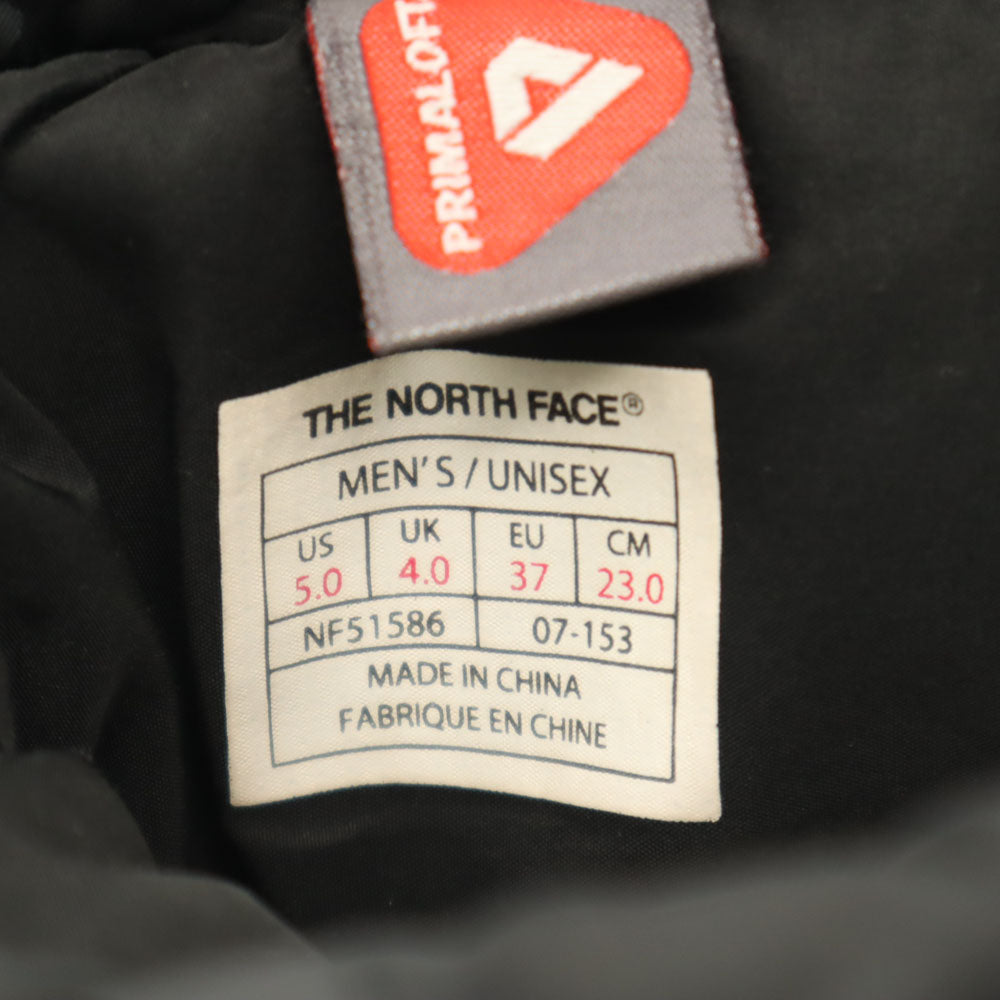 PRIMALOFT
THE NORTH FACE®
MEN'S / UNISEX
US UK EU CM
5.0 4.0 37 23.0
NF51586 07-153
MADE IN CHINA
FABRIQUE EN CHINE